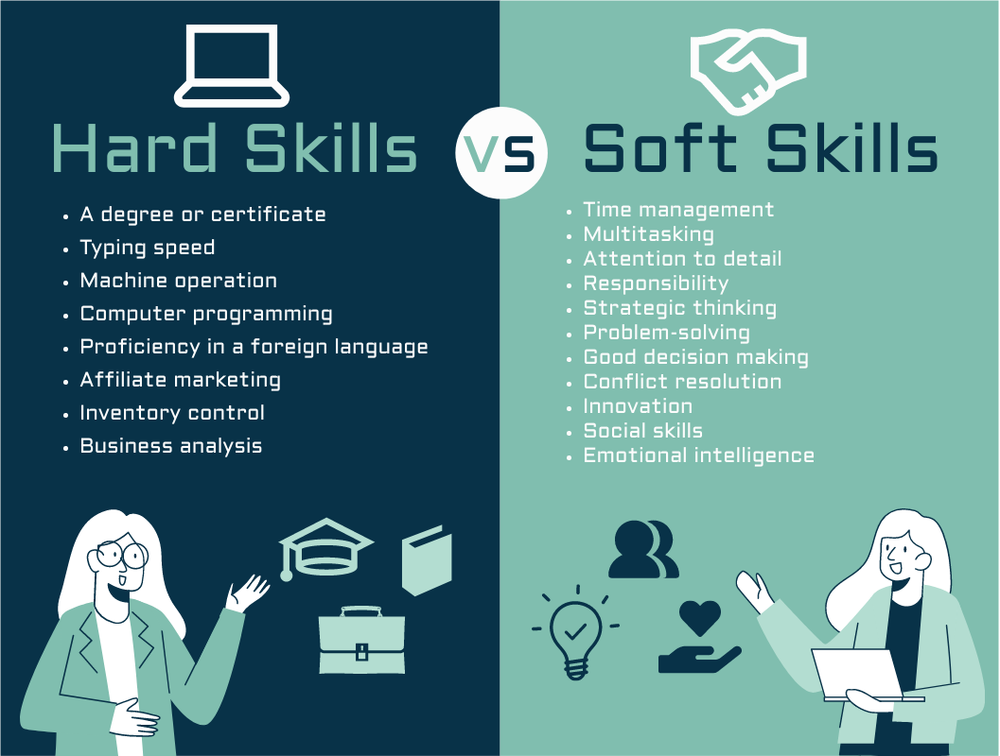 Hard Skills
vs
Soft Skills
• A degree or certificate
• Typing speed
• Machine operation
• Computer programming
• Proficiency in a foreign language
• Affiliate marketing
• Inventory control
• Business analysis
• Time management
• Multitasking
• Attention to detail
• Responsibility
• Strategic thinking
• Problem-solving
• Good decision making
• Conflict resolution
• Innovation
• Social skills
• Emotional intelligence